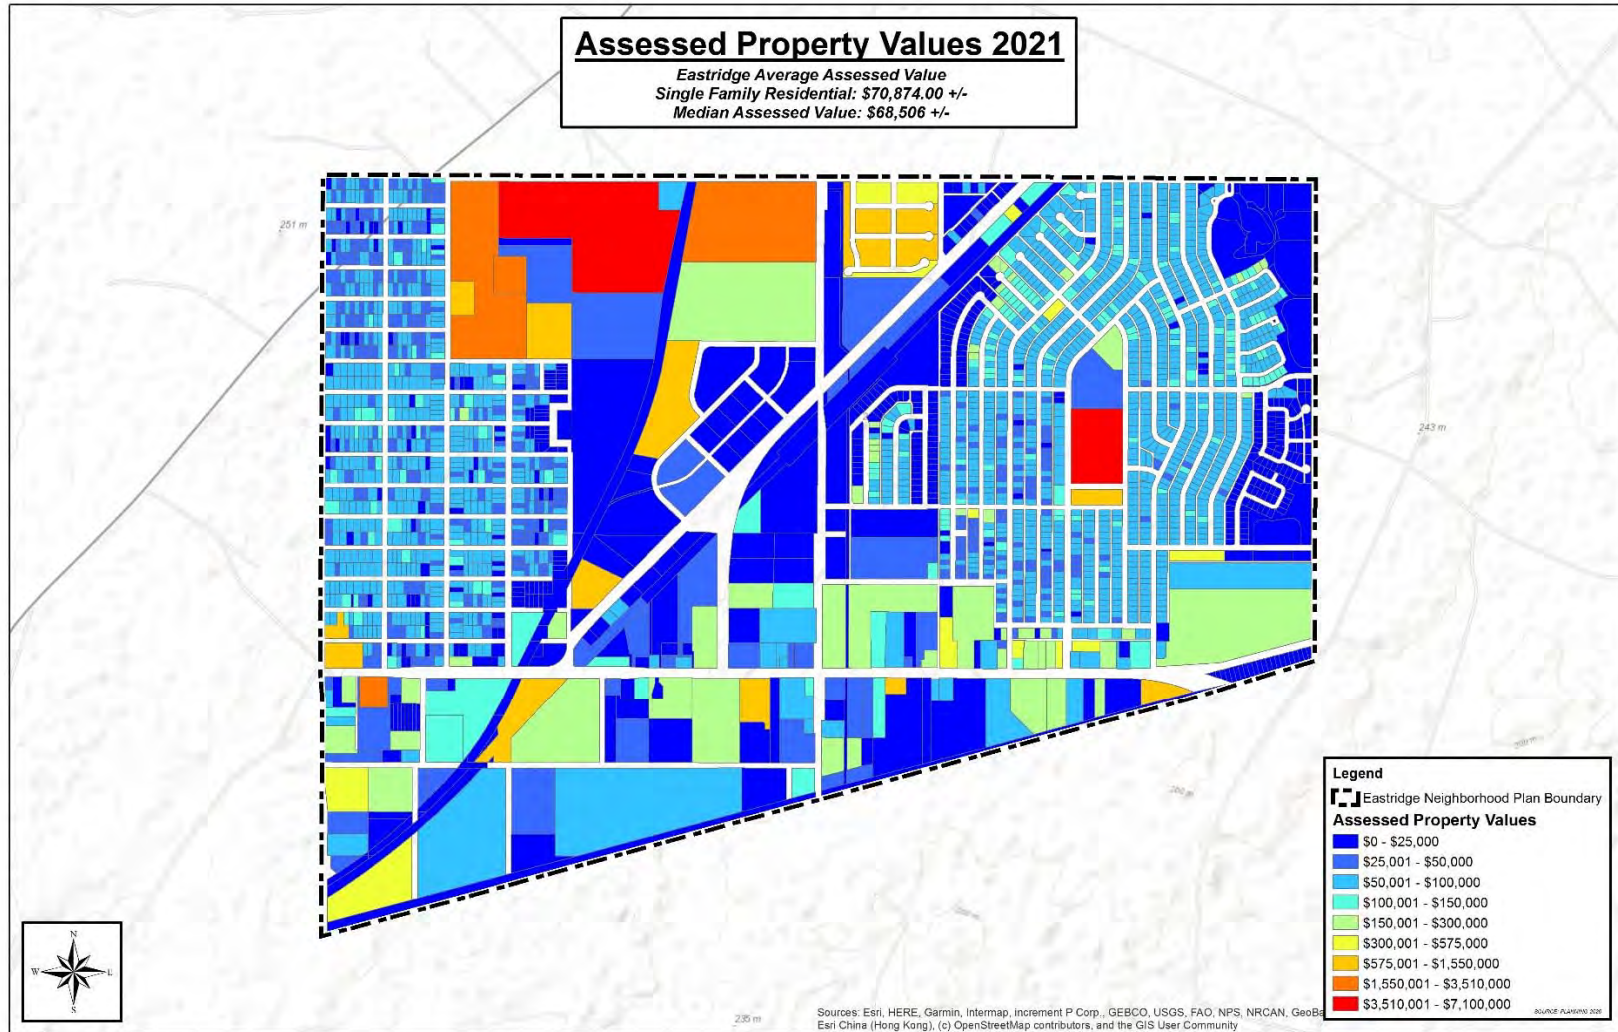 Assessed Property Values 2021
Eastridge Average Assessed Value
Single Family Residential: $70,874.00 +/-
Median Assessed Value: $68,506 +/-
251 m
243 m
235 m
Legend
Eastridge Neighborhood Plan Boundary
Assessed Property Values
$0 - $25,000
$25,001 - $50,000
$50,001 - $100,000
$100,001 - $150,000
$150,001 - $300,000
$300,001 - $575,000
$575,001 - $1,550,000
$1,550,001 - $3,510,000
$3,510,001 - $7,100,000
SOURCE: PLANNING 2020
N
W
E
S
Sources: Esri, HERE, Garmin, Intermap, increment P Corp., GEBCO, USGS, FAO, NPS, NRCAN, GeoBa
Esri China (Hong Kong), (c) OpenStreetMap contributors, and the GIS User Community